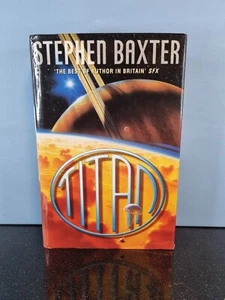 STEPHEN BAXTER
'THE BEST SF AUTHOR IN BRITAIN' SFX
TITAN